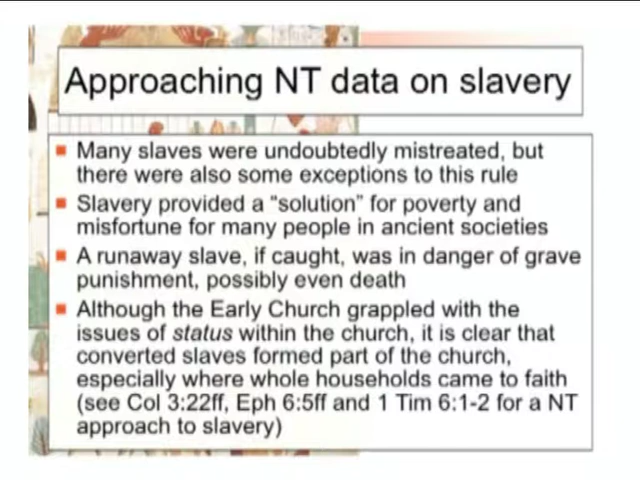 Approaching NT data on slavery
Many slaves were undoubtedly mistreated, but
there were also some exceptions to this rule
Slavery provided a "solution" for poverty and
misfortune for many people in ancient societies
A runaway slave, if caught, was in danger of grave
punishment, possibly even death
Although the Early Church grappled with the
issues of status within the church, it is clear that
converted slaves formed part of the church,
especially where whole households came to faith
(see Col 3:22ff, Eph 6:5ff and 1 Tim 6:1-2 for a NT
approach to slavery)